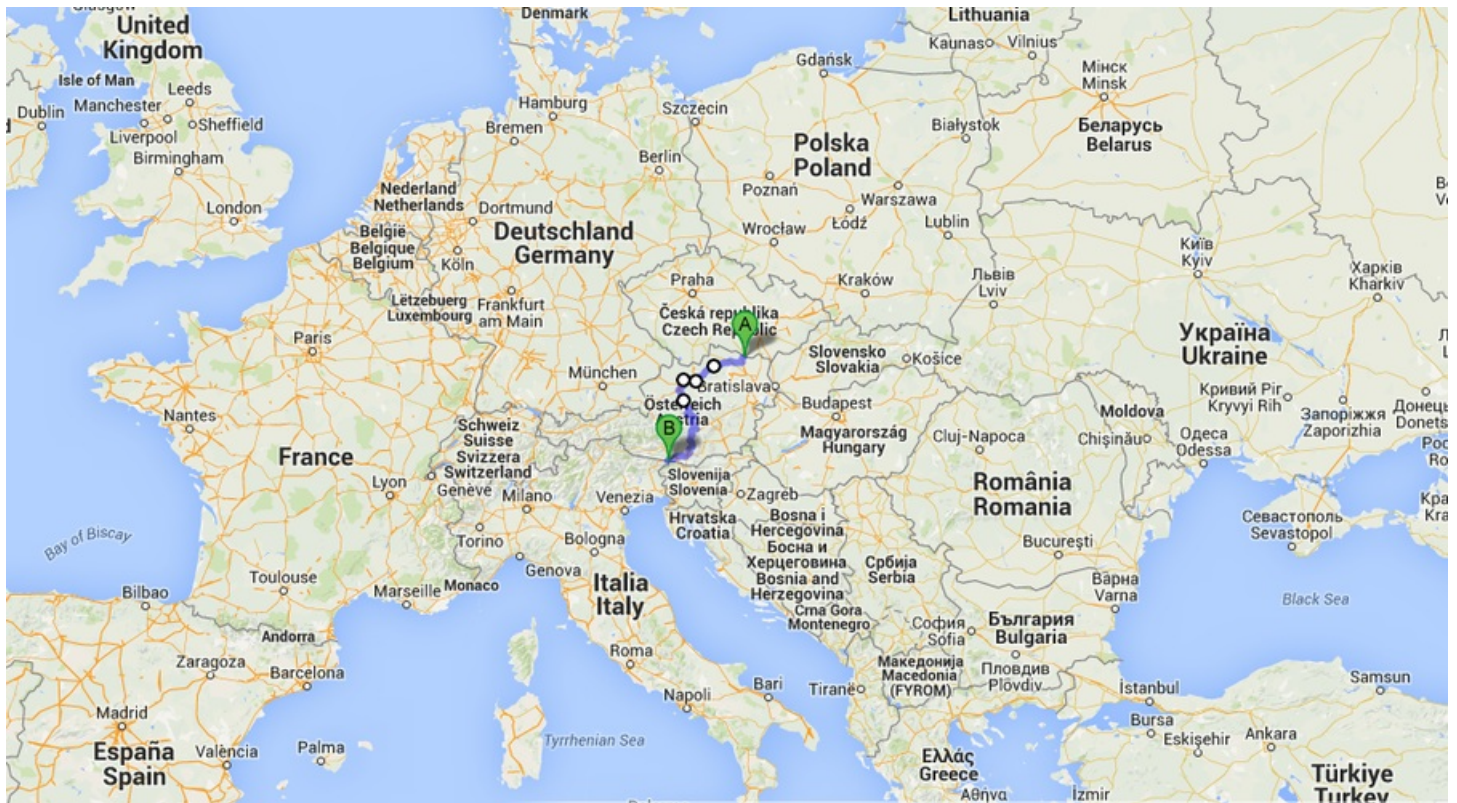 Denmark
Lithuania
United
Kingdom
Kaunas
Vilnius
Gdańsk
Мінск
Minsk
Isle of Man
Leeds
Dublin
Manchester
Sheffield
Liverpool
Birmingham
Hamburg
Szczecin
Bremen
Białystok
Беларусь
Belarus
Polska
Poland
Berlin
Poznań
Warszawa
Nederland
Netherlands
London
Dortmund
Łódź
Lublin
Wrocław
België
Belgique
Belgium
Deutschland
Germany
Köln
Київ
Kyiv
Харків
Kharkiv
Praha
Kraków
Львів
Lviv
Lëtzebuerg
Luxembourg
Frankfurt
am Main
Česká republika
Czech Republic
A
Paris
Slovensko
Slovakia
Košice
Україна
Ukraine
München
Bratislava
Кривий Ріг
Kryvyi Rih
Запоріжжя
Zaporizhia
Österreich
Austria
Nantes
Budapest
Moldova
Chișinău
Одеса
Odessa
B
Schweiz
Suisse
Svizzera
Switzerland
Magyarország
Hungary
Cluj-Napoca
France
Lyon
Genève
Milano
Venezia
Slovenija
Slovenia
Zagreb
România
Romania
Hrvatska
Croatia
Bosna i
Hercegovina
Босна и
Херцеговина
Bosnia and
Herzegovina
Севастополь
Sevastopol
Bay of Biscay
Torino
Bologna
București
Србија
Serbia
Genova
Toulouse
Marseille
Monaco
Italia
Italy
Варна
Varna
Bilbao
Black Sea
Crna Gora
Montenegro
София
Sofia
България
Bulgaria
Andorra
Zaragoza
Barcelona
Roma
Македонија
Macedonia
(FYROM)
Пловдив
Plovdiv
Tiranë
Bari
Napoli
İstanbul
Samsun
Madrid
Bursa
Ankara
Eskişehir
España
Spain
València
Palma
Tyrrhenian Sea
Ελλάς
Greece
Αθήνα
İzmir
Türkiye
Turkey